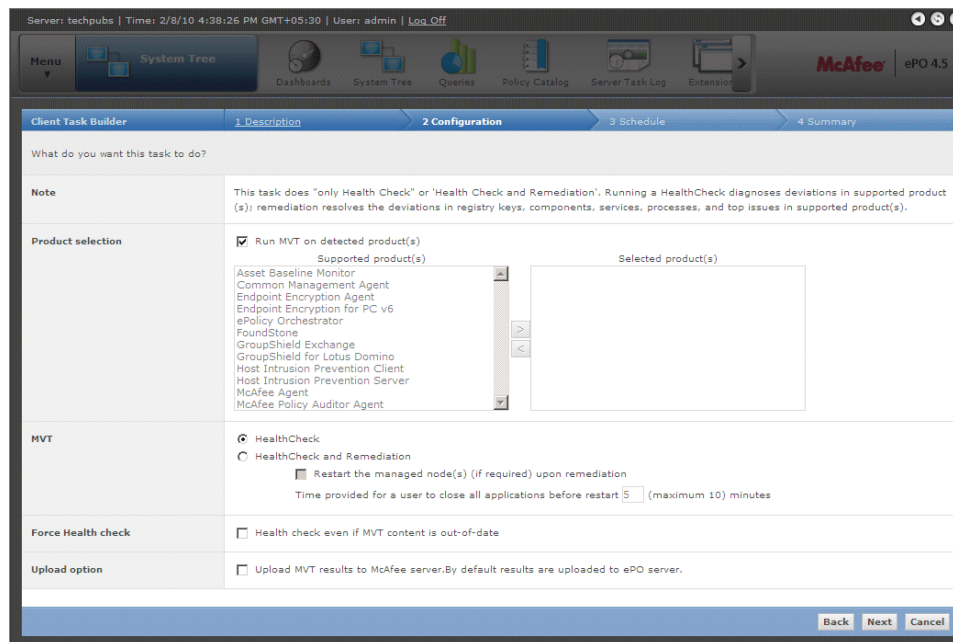 Server: techpubs | Time: 2/8/10 4:38:26 PM GMT+05:30 | User: admin | Log Off
Menu
System Tree
Dashboards
System Tree
Queries
Policy Catalog
Server Task Log
Extension
McAfee
ePO 4.5
Client Task Builder
1 Description
2 Configuration
3 Schedule
4 Summary
What do you want this task to do?
Note
This task does "only Health Check" or 'Health Check and Remediation'. Running a HealthCheck diagnoses deviations in supported product
(s); remediation resolves the deviations in registry keys, components, services, processes, and top issues in supported product(s).
Product selection
Run MVT on detected product(s)
Supported product(s)
Selected product(s)
Asset Baseline Monitor
Common Management Agent
Endpoint Encryption Agent
Endpoint Encryption for PC v6
ePolicy Orchestrator
FoundStone
GroupShield Exchange
GroupShield for Lotus Domino
Host Intrusion Prevention Client
Host Intrusion Prevention Server
McAfee Agent
McAfee Policy Auditor Agent
>
<
MVT
HealthCheck
HealthCheck and Remediation
Restart the managed node(s) (if required) upon remediation
Time provided for a user to close all applications before restart 5 (maximum 10) minutes
Force Health check
Health check even if MVT content is out-of-date
Upload option
Upload MVT results to McAfee server.By default results are uploaded to ePO server.
Back
Next
Cancel